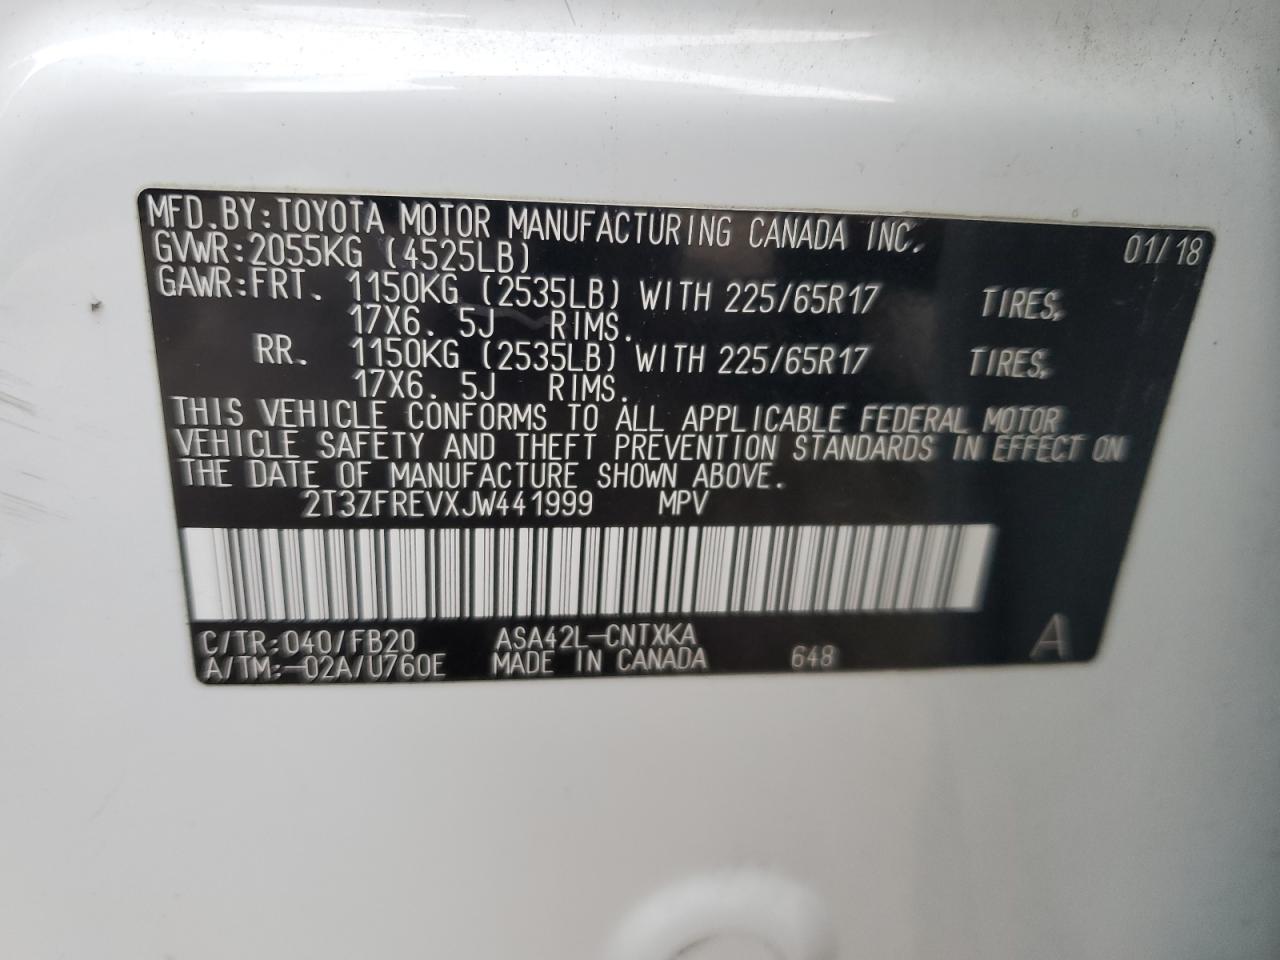 MFD.BY:TOYOTA MOTOR MANUFACTURING CANADA INC. 01/18
GVWR:2055KG (4525LB)
GAWR:FRT. 1150KG (2535LB) WITH 225/65R17 TIRES,
17X6.5J RIMS.
RR. 1150KG (2535LB) WITH 225/65R17 TIRES,
17X6.5J RIMS.
THIS VEHICLE CONFORMS TO ALL APPLICABLE FEDERAL MOTOR
VEHICLE SAFETY AND THEFT PREVENTION STANDARDS IN EFFECT ON
THE DATE OF MANUFACTURE SHOWN ABOVE.
2T3ZFREVXJW441999 MPV
C/TR:040/FB20 ASA42L-CNTXKA A
A/TM:-02A/U760E MADE IN CANADA 648